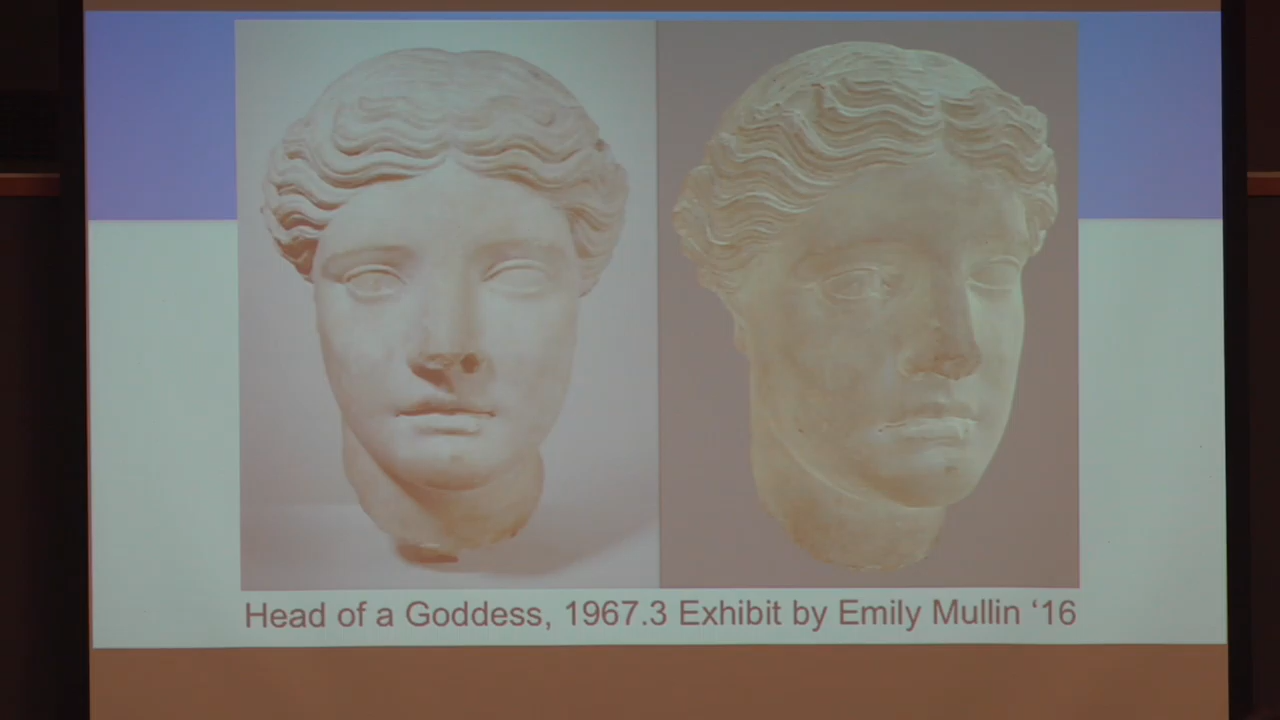 Head of a Goddess, 1967.3 Exhibit by Emily Mullin ‘16